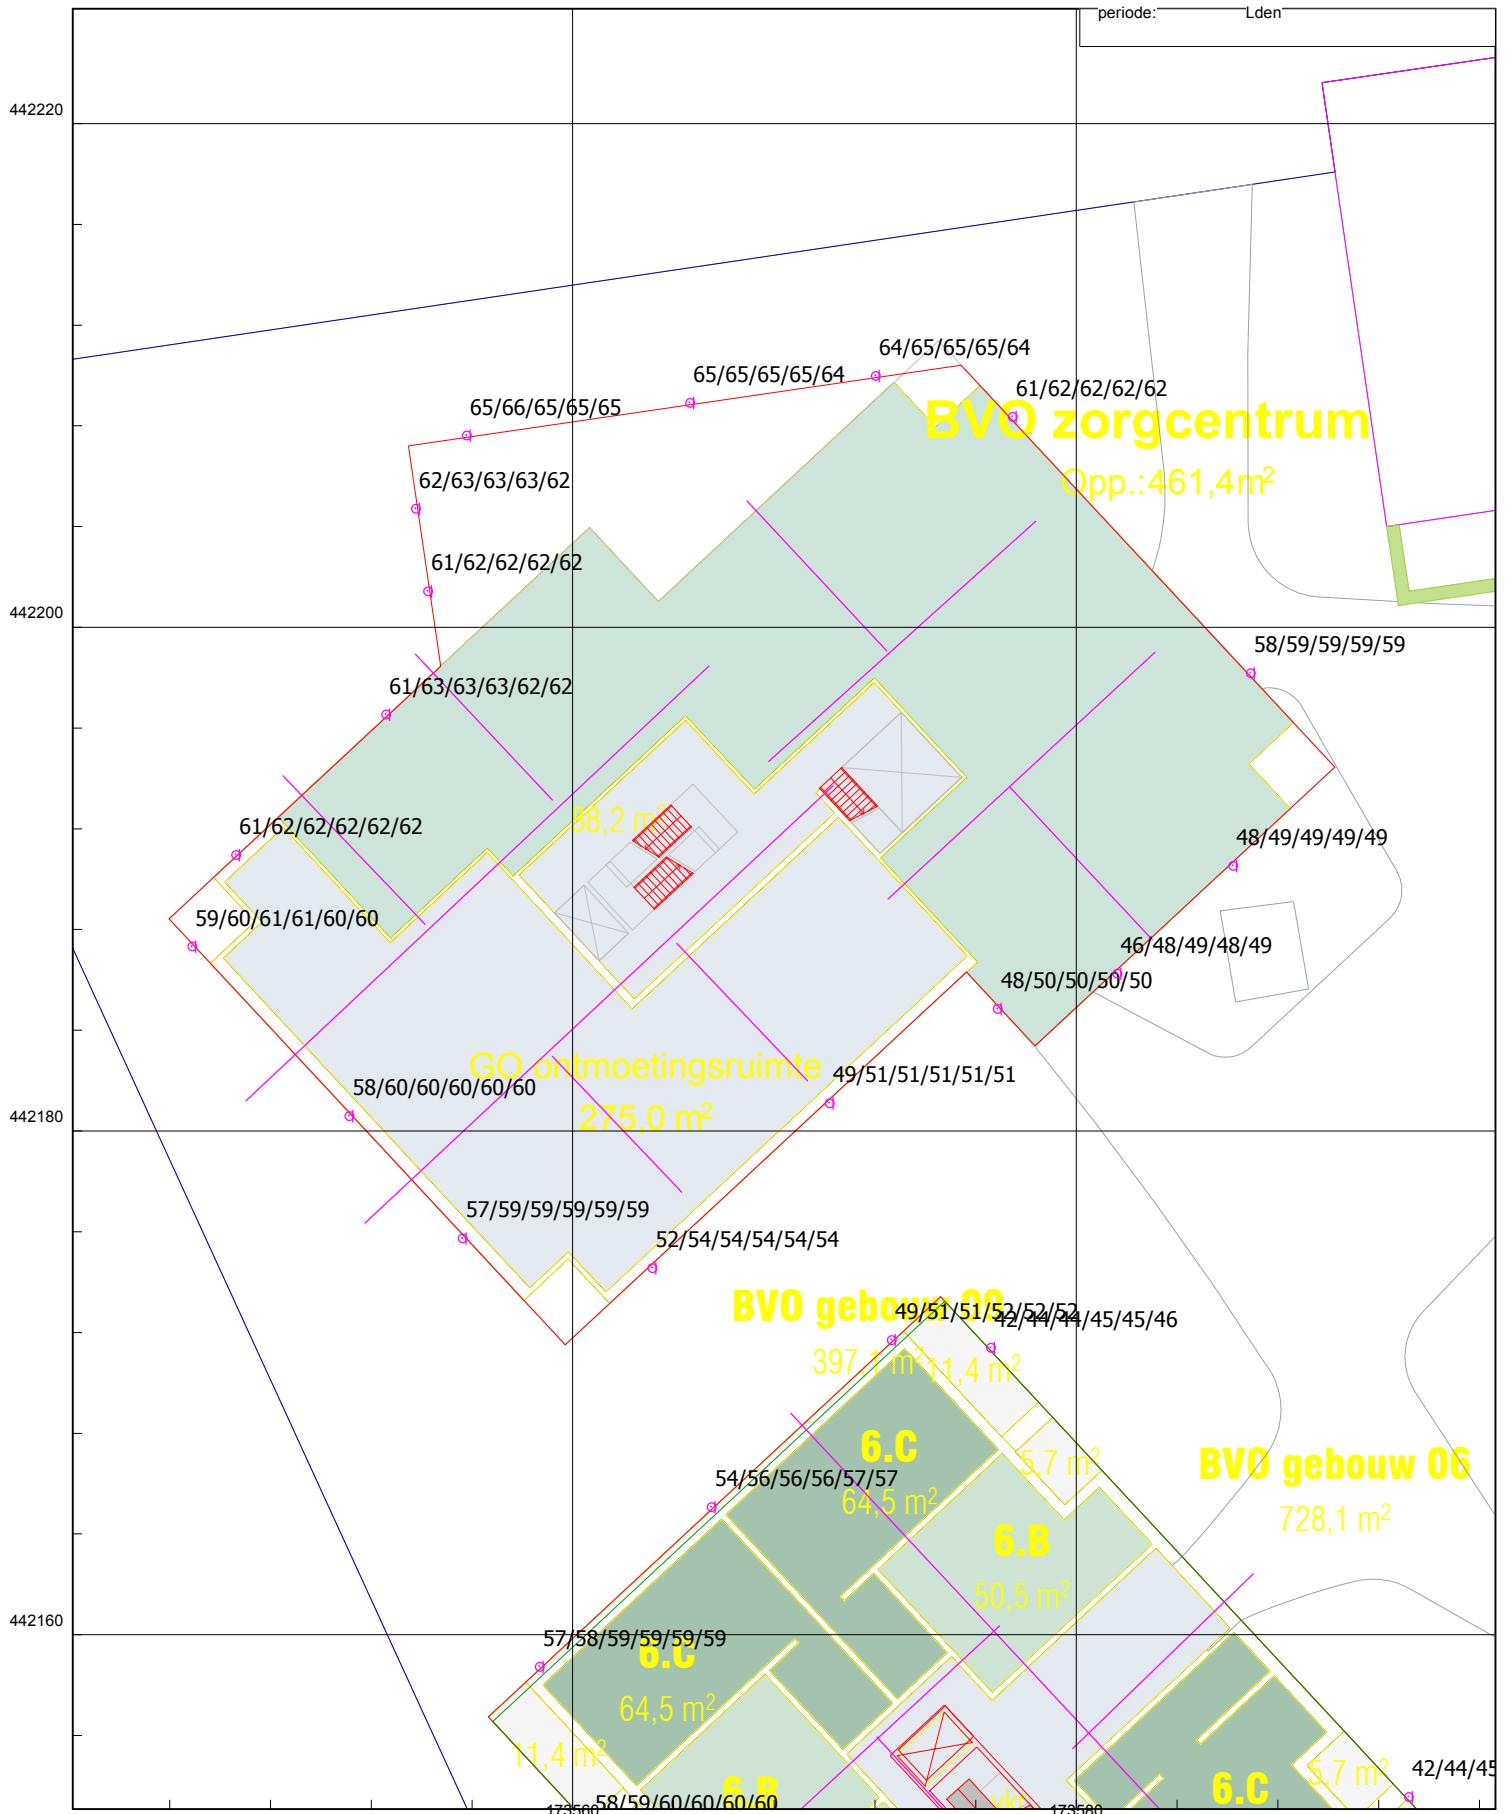 periode: Lden
442220
64/65/65/65/64
65/65/65/65/64
61/62/62/62/62
65/66/65/65/65
BVO zorgcentrum
62/63/63/63/62
Opp.:461,4m²
61/62/62/62/62
442200
58/59/59/59/59
61/63/63/63/62/62
61/62/62/62/62/62
48/49/49/49/49
59/60/61/61/60/60
46/48/49/48/49
48/50/50/50/50
GO ontmoetingsruimte
49/51/51/51/51/51
58/60/60/60/60/60
275,0 m²
442180
57/59/59/59/59/59
52/54/54/54/54/54
BVO gebouw 09
49/51/51/52/52/52
42/44/44/45/45/46
397,1 m²
11,4 m²
6.C
5,7 m²
BVO gebouw 06
54/56/56/56/57/57
64,5 m²
728,1 m²
6.B
50,5 m²
442160
57/58/59/59/59/59
6.C
64,5 m²
11,4 m²
5,7 m²
42/44/45
6.B
6.C
58/59/60/60/60/60
173560
173580